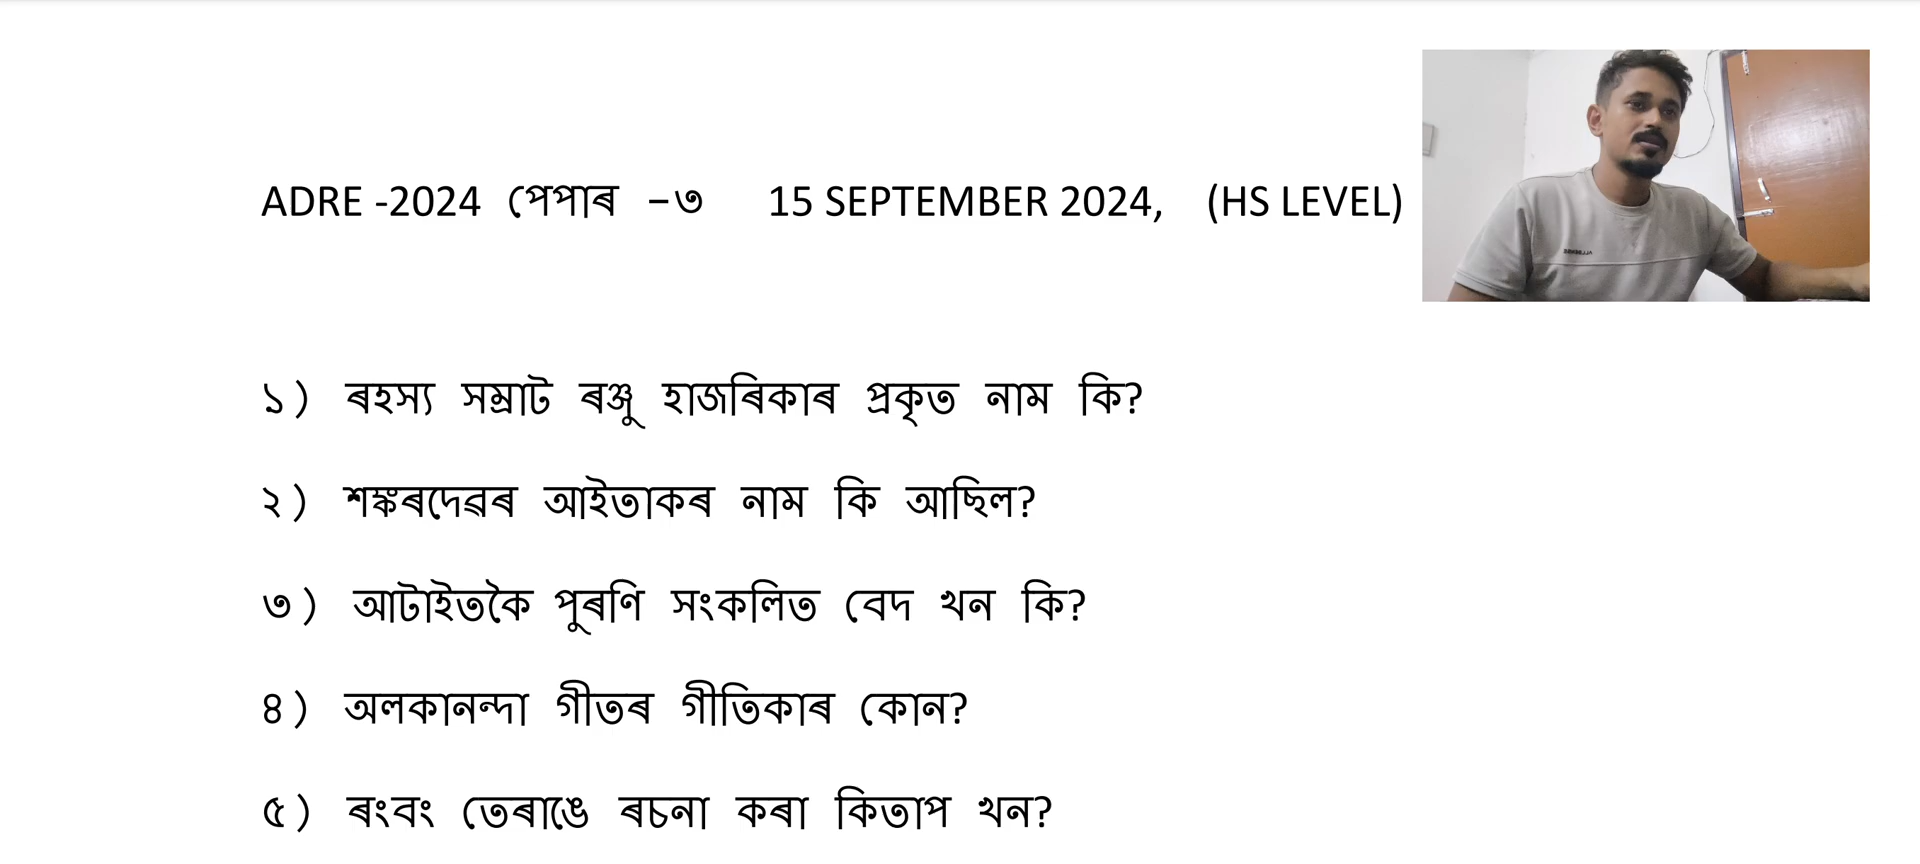 ADRE -2024 পেপাৰ –৩ 15 SEPTEMBER 2024, (HS LEVEL)
১) ৰহস্য সম্ৰাট ৰঞ্জু হাজৰিকাৰ প্ৰকৃত নাম কি?
২) শঙ্কৰদেৱৰ আইতাকৰ নাম কি আছিল?
৩) আটাইতকৈ পুৰণি সংকলিত বেদ খন কি?
৪) অলকানন্দা গীতৰ গীতিকাৰ কোন?
৫) ৰংবং তেৰাঙে ৰচনা কৰা কিতাপ খন?